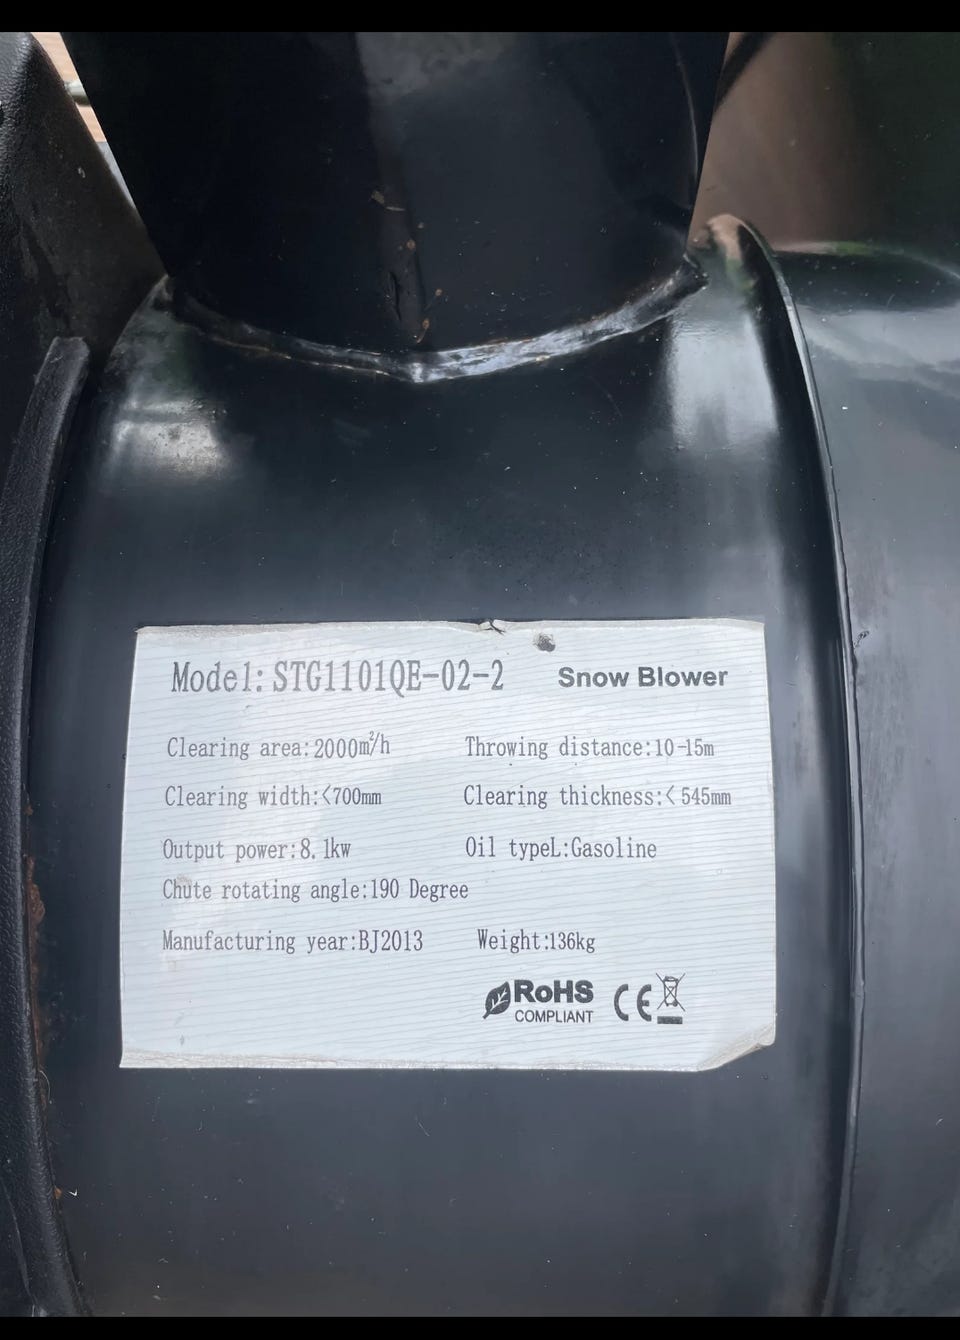 Model:STG1101QE-02-2 Snow Blower
Clearing area:2000m²/h Throwing distance:10-15m
Clearing width:<700mm Clearing thickness:<545mm
Output power:8.1kw Oil typeL:Gasoline
Chute rotating angle:190 Degree
Manufacturing year:BJ2013 Weight:136kg
RoHS CE
COMPLIANT